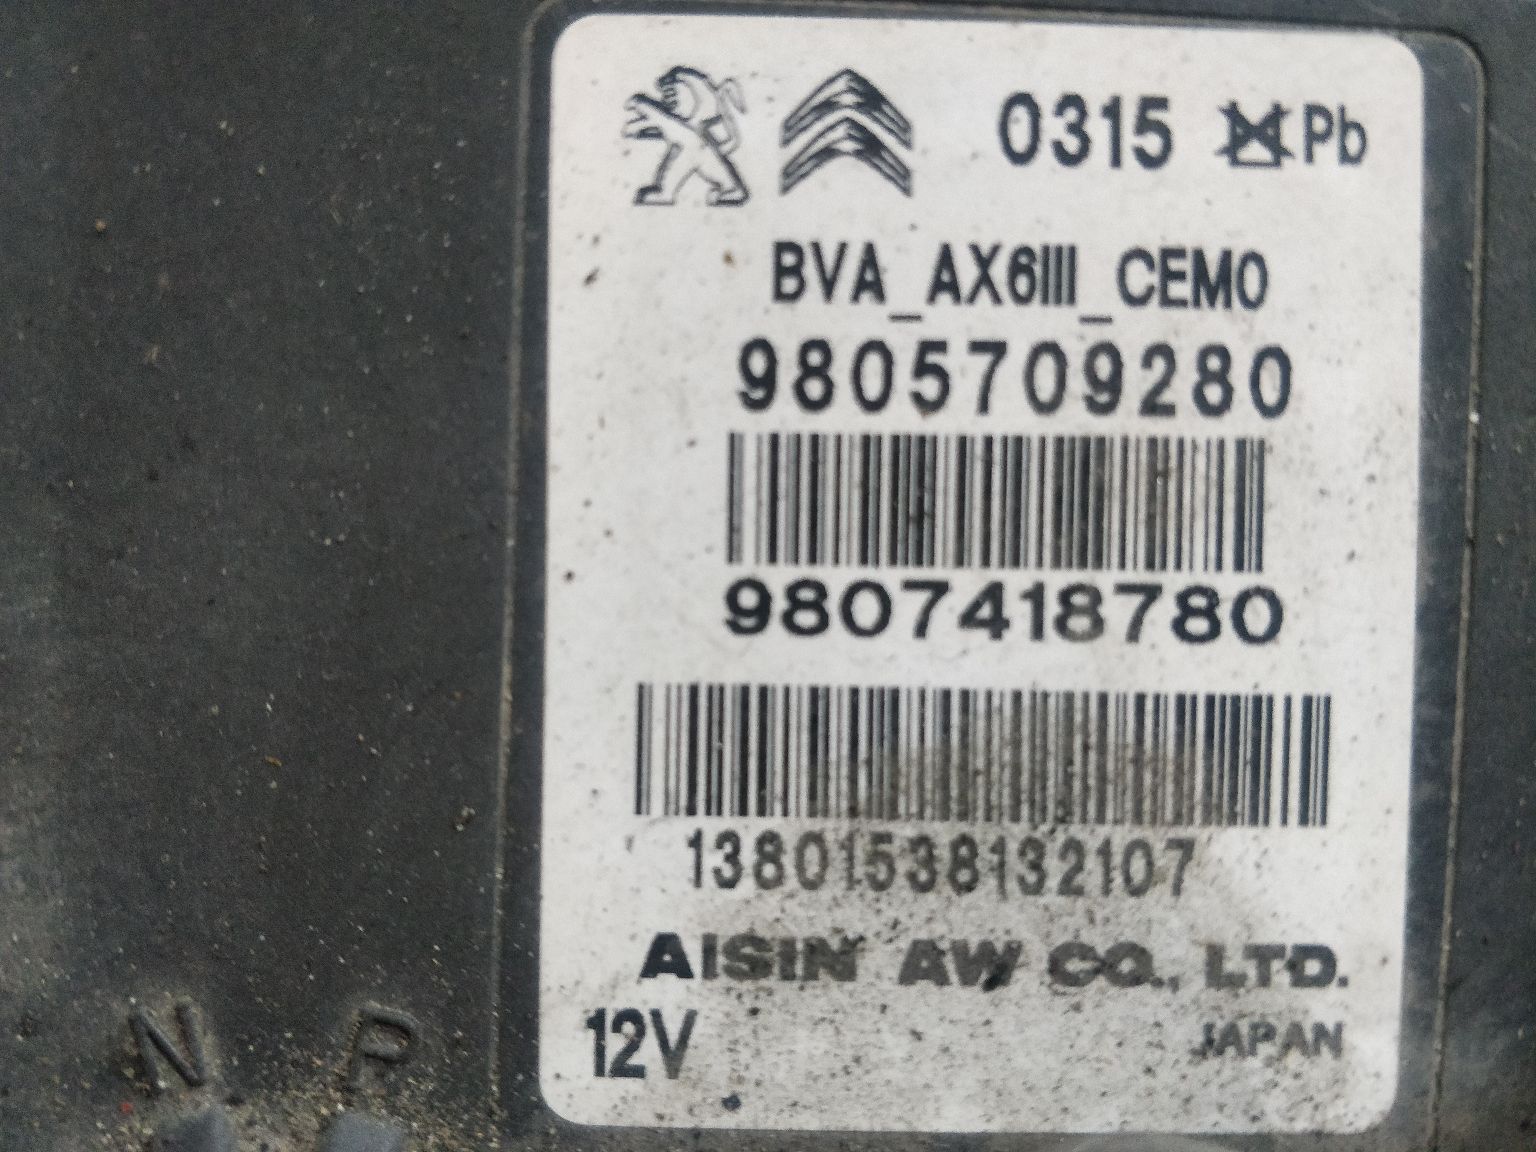 0315 Pb
BVA_AX6III_CEM0
9805709280
9807418780
13801538132107
AISIN AW CO., LTD.
12V JAPAN
N P